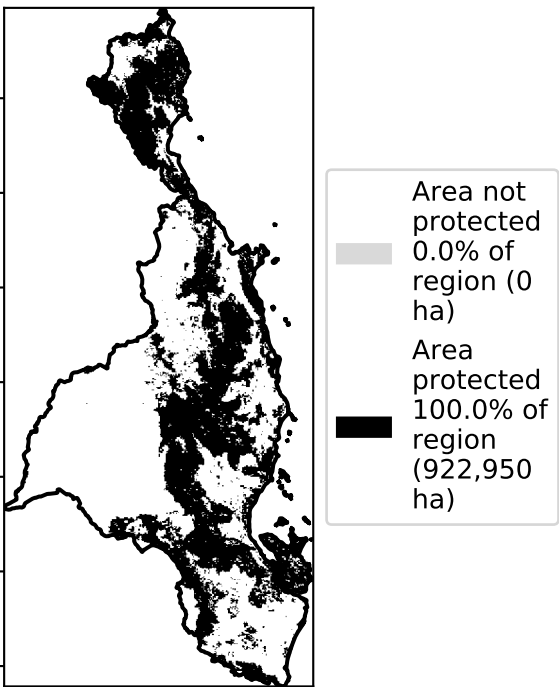 Area not
protected
0.0% of
region (0
ha)
Area
protected
100.0% of
region
(922,950
ha)